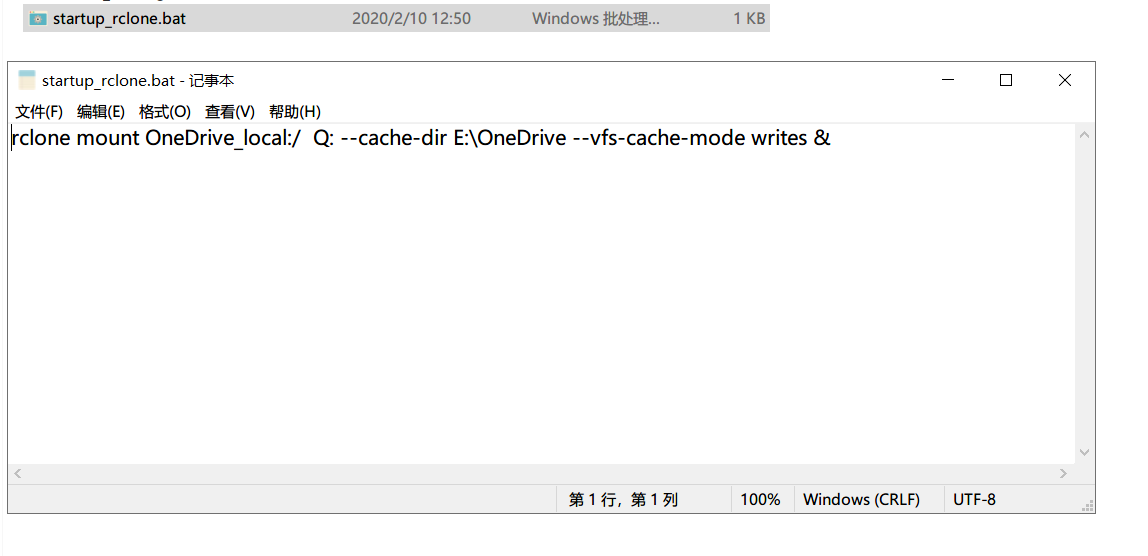 startup_rclone.bat 2020/2/10 12:50 Windows 批处理... 1 KB
startup_rclone.bat - 记事本
文件(F) 编辑(E) 格式(O) 查看(V) 帮助(H)
rclone mount OneDrive_local:/  Q: --cache-dir E:\OneDrive --vfs-cache-mode writes &
第 1 行，第 1 列 100% Windows (CRLF) UTF-8